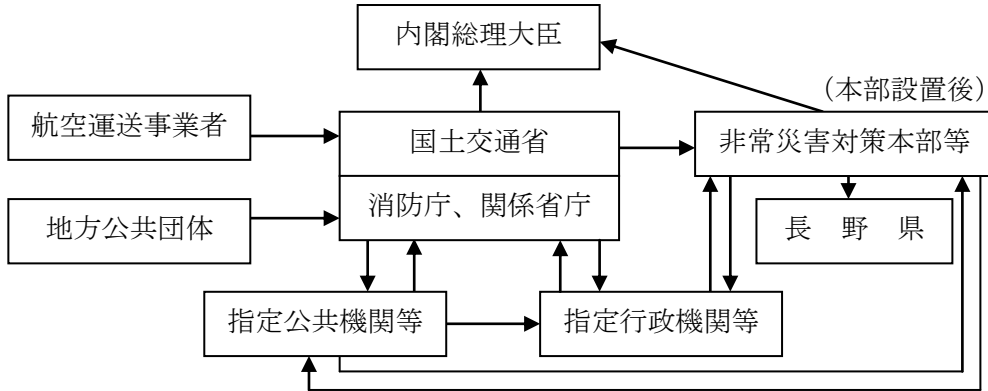 内閣総理大臣
（本部設置後）
航空運送事業者
国土交通省
非常災害対策本部等
消防庁、関係省庁
地方公共団体
長　野　県
指定公共機関等
指定行政機関等